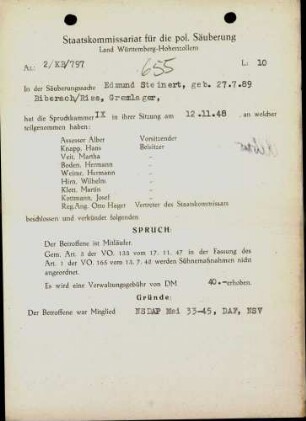 Staatskommissariat für die pol. Säuberung
Land Württemberg-Hohenzollern
Az.: 2/K3/797
655
L: 10
In der Säuberungssache Edmund Steinert, geb. 27.7.89
Biberach/Riss, Gremlager,
hat die Spruchkammer IX in ihrer Sitzung am 12.11.48 , an welcher
teilgenommen haben:
Assessor Alber Vorsitzender
Knapp, Hans Beisitzer
Veit, Martha "
Boden, Hermann "
Weiner, Hermann "
Hirn, Wilhelm "
Klett, Martin "
Kottmann, Josef "
Reg.Ang. Otto Hager Vertreter des Staatskommissars
beschlossen und verkündet folgenden
SPRUCH:
Der Betroffene ist Mitläufer.
Gem. Art. 3 der VO. 133 vom 17. 11. 47 in der Fassung des
Art. 1 der VO. 165 vom 13. 7. 48 werden Sühnemaßnahmen nicht
angeordnet.
Es wird eine Verwaltungsgebühr von DM 40.- erhoben.
Gründe:
Der Betroffene war Mitglied NSDAP Mai 33-45, DAF, NSV